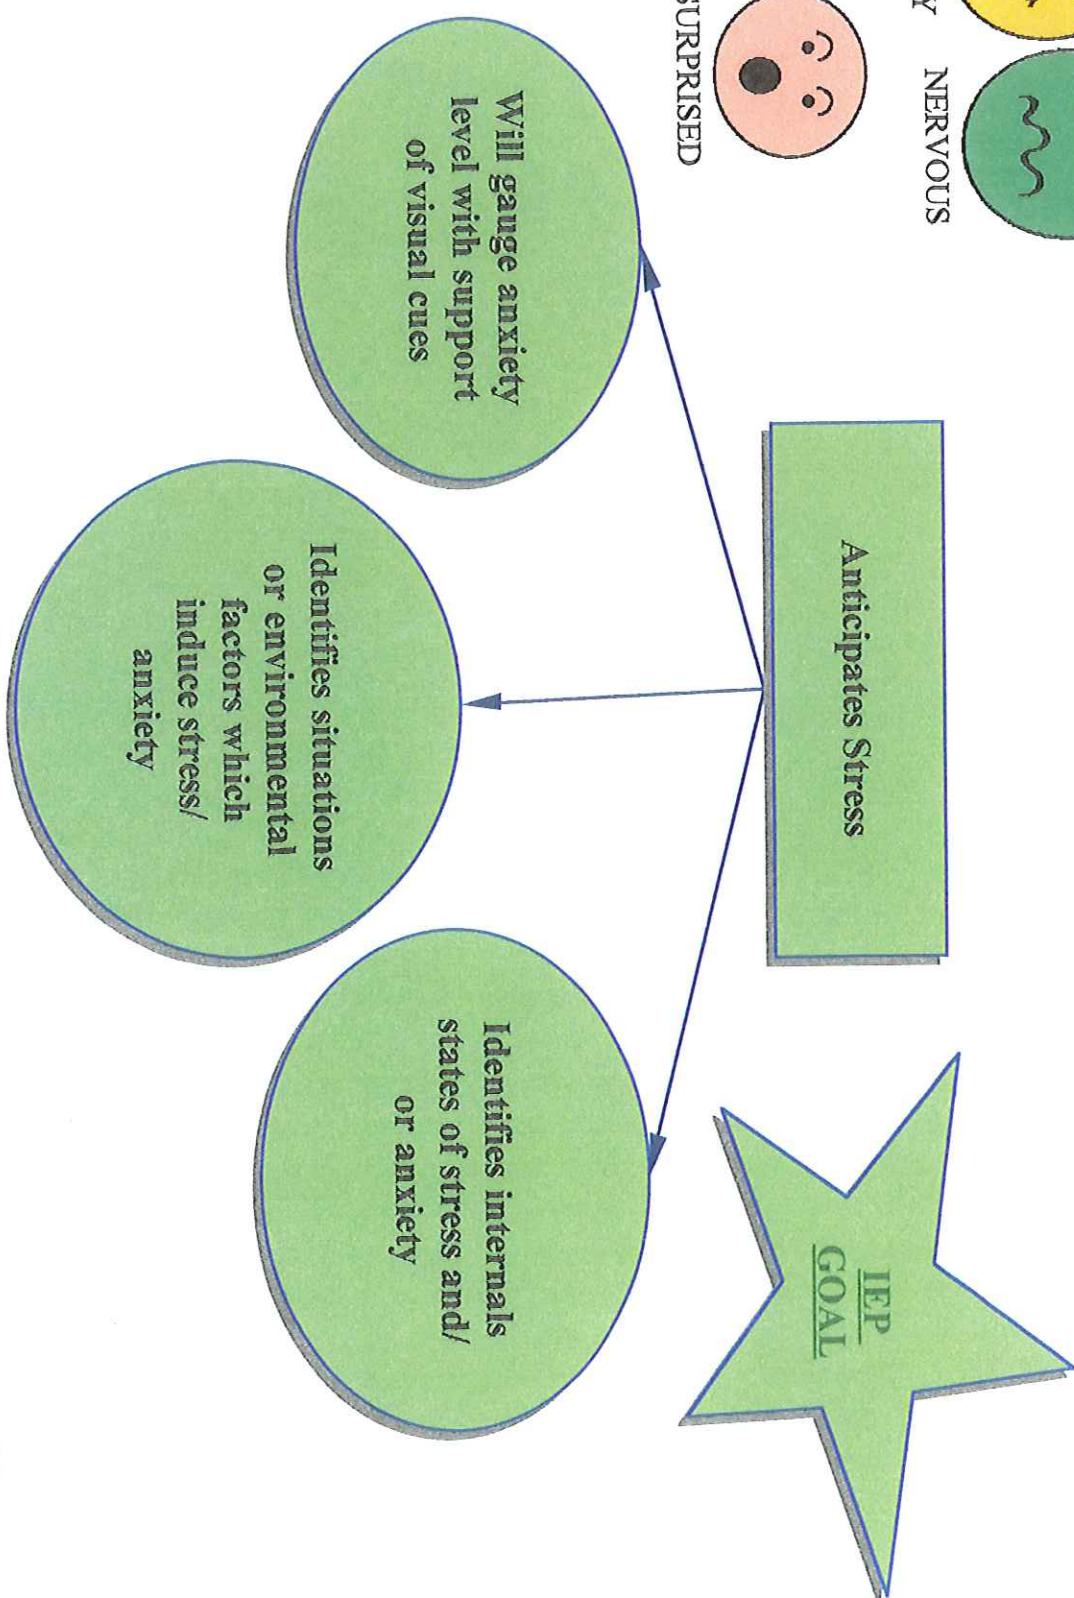 Y NERVOUS
SURPRISED
Anticipates Stress
IEP
GOAL
Will gauge anxiety
level with support
of visual cues
Identifies situations
or environmental
factors which
induce stress/
anxiety
Identifies internals
states of stress and/
or anxiety